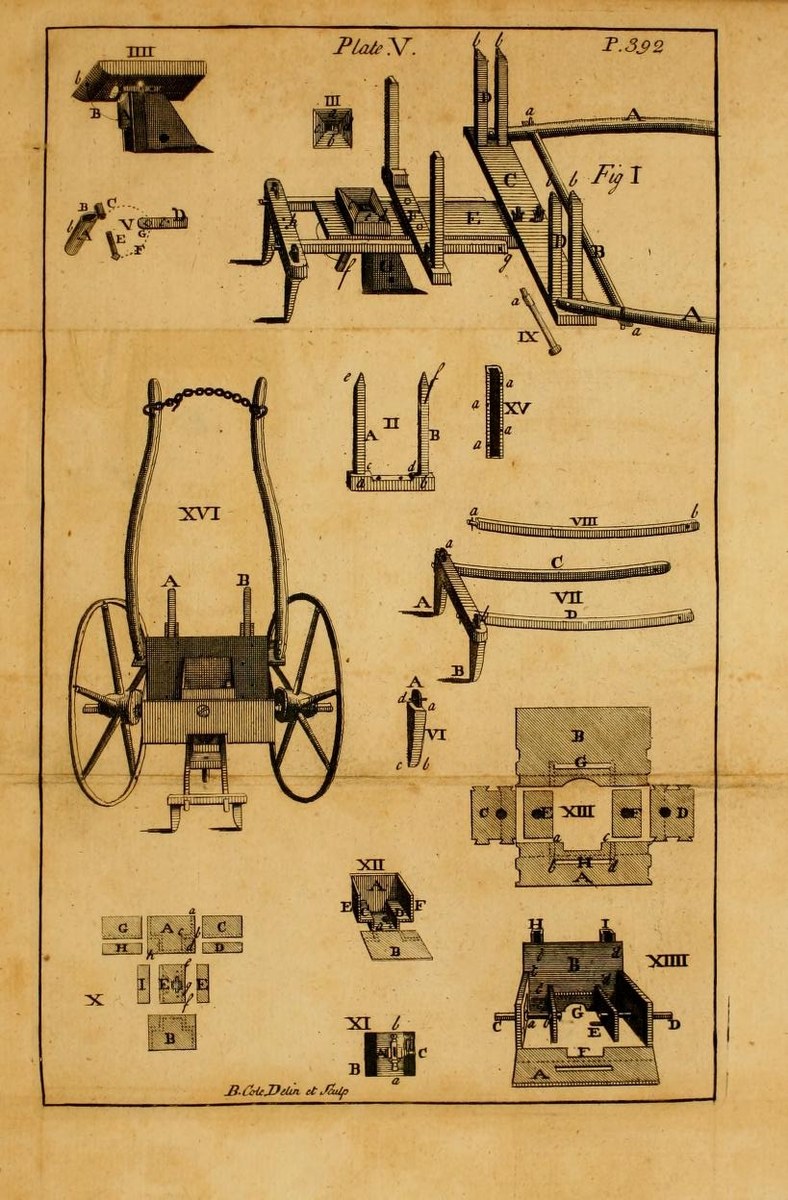 Plate V.
P. 392
IIII
b
B
III
b b
D
a
A
C
Fig I
b b
E
D
B
G
f
g
A
a
a
IX
B C
b A
V
D
G
E
F
e f
II
A B
c d
a b
a
XV
a
a
a
XVI
A B
a b
VIII
a
C
VII
D
A
B
A
d a
VI
c b
B
G
C E XIII F D
a c
b H d
A
XII
A
E D F
B
a
G A C
c b
H D
k d
e
I E E
g
f
X
B
XI b
A C
B
a
H I
B
XIIII
G
C a b D
E
F
A
B. Cole, Delin et Sculp